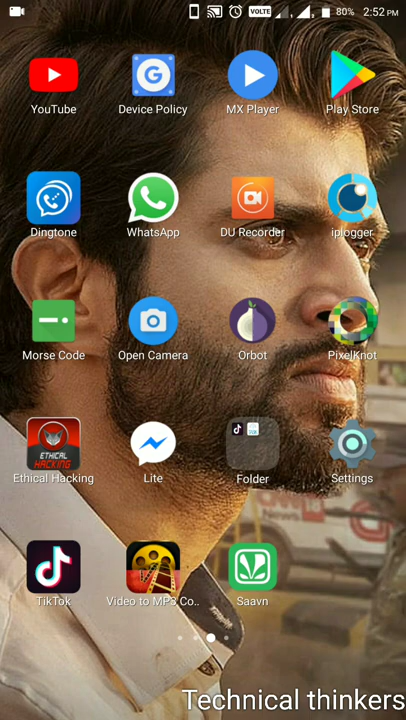 VOLTE 80% 2:52 PM
YouTube Device Policy MX Player Play Store
Dingtone WhatsApp DU Recorder iplogger
Morse Code Open Camera Orbot PixelKnot
ETHICAL
HACKING
Ethical Hacking Lite Folder Settings
TikTok Video to MP3 Co.. Saavn
Technical thinkers